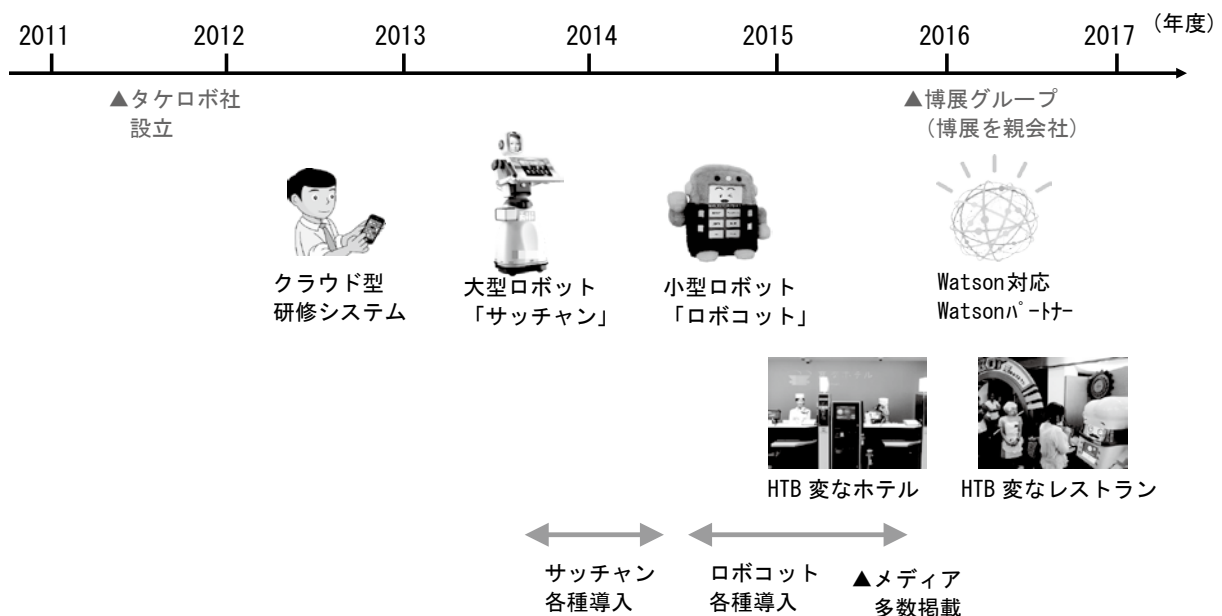 2011 2012 2013 2014 2015 2016 2017 (年度)
▲タケロボ社
設立
▲博展グループ
(博展を親会社)
クラウド型
研修システム
大型ロボット
「サッチャン」
小型ロボット
「ロボコット」
Watson対応
Watsonﾊﾟｰﾄﾅｰ
HTB 変なホテル
HTB 変なレストラン
サッチャン
各種導入
ロボコット
各種導入
▲メディア
多数掲載